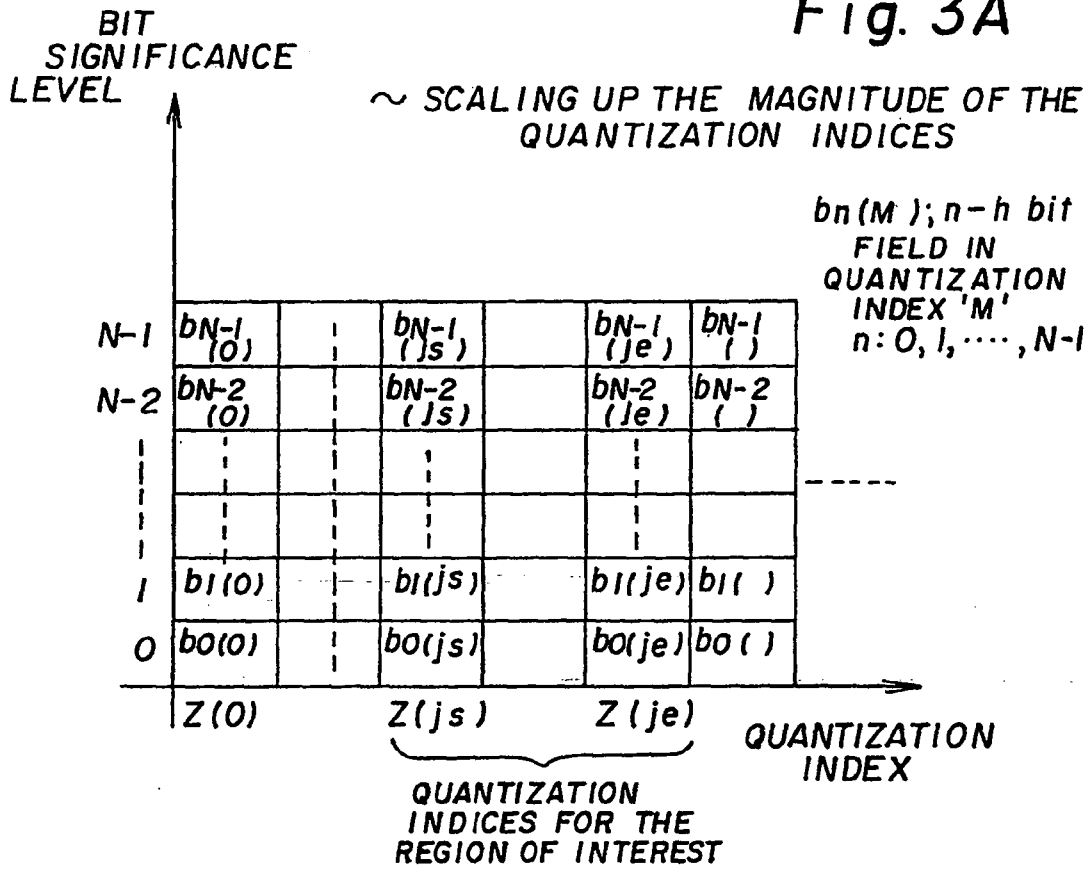 Fig. 3A
BIT
SIGNIFICANCE
LEVEL
~ SCALING UP THE MAGNITUDE OF THE
QUANTIZATION INDICES
bn(M); n-h bit
FIELD IN
QUANTIZATION
INDEX 'M'
n: 0, 1, ····, N-1
N-1 bN-1 (0) bN-1 (js) bN-1 (je) bN-1 ( )
N-2 bN-2 (0) bN-2 (Js) bN-2 (Je) bN-2 ( )
1 b1(0) b1(js) b1(je) b1( )
0 b0(0) b0(js) b0(je) b0( )
Z(0) Z(js) Z(je)
QUANTIZATION
INDEX
QUANTIZATION
INDICES FOR THE
REGION OF INTEREST